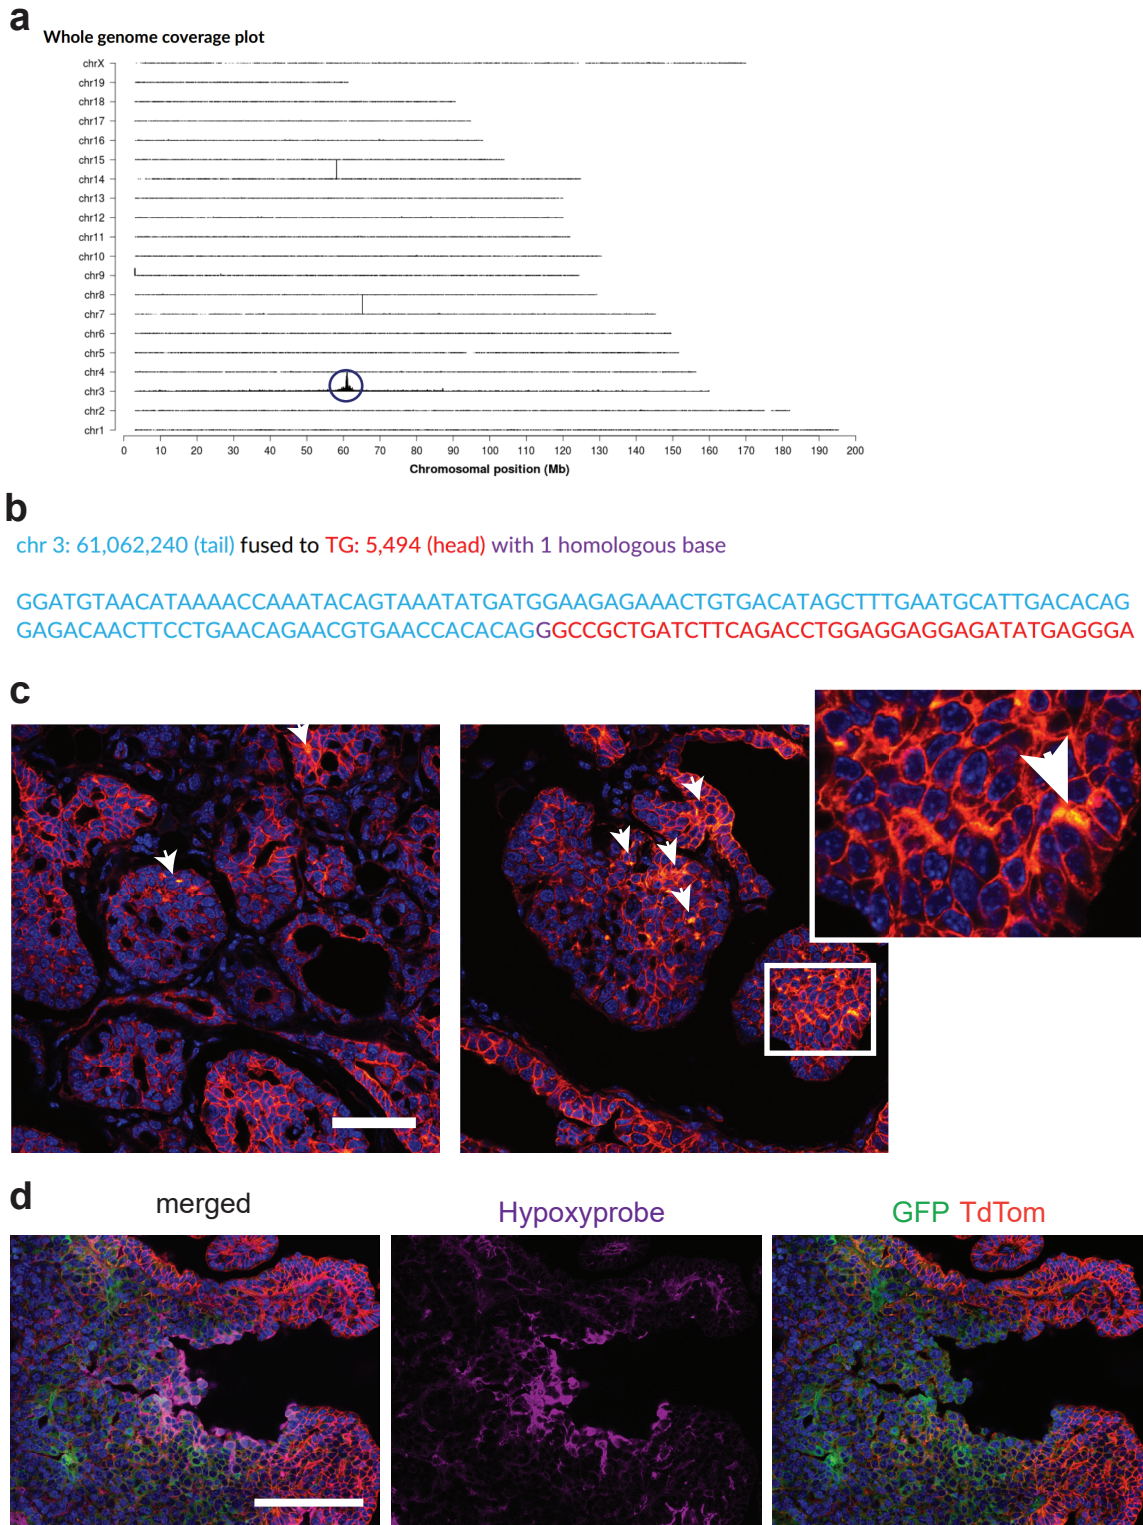 a
Whole genome coverage plot
chrX
chr19
chr18
chr17
chr16
chr15
chr14
chr13
chr12
chr11
chr10
chr9
chr8
chr7
chr6
chr5
chr4
chr3
chr2
chr1
0 10 20 30 40 50 60 70 80 90 100 110 120 130 140 150 160 170 180 190 200
Chromosomal position (Mb)
b
chr 3: 61,062,240 (tail) fused to TG: 5,494 (head) with 1 homologous base
GGATGTAACATAAAACCAAATACAGTAAATATGATGGAAGAGAAACTGTGACATAGCTTTGAATGCATTGACACAG
GAGACAACTTCCTGAACAGAACGTGAACCACACAGGGCCGCTGATCTTCAGACCTGGAGGAGGAGATATGAGGGA
c
d
merged
Hypoxyprobe
GFP TdTom